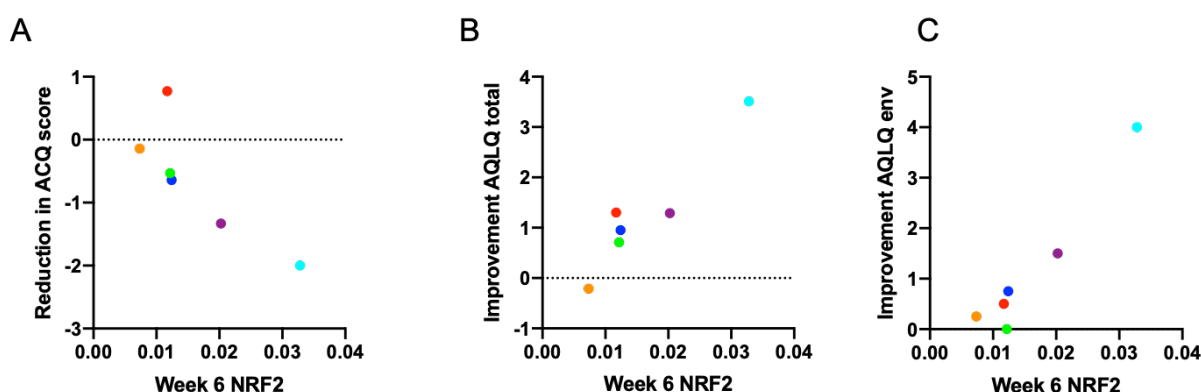 A
Reduction in ACQ score
1
0
-1
-2
-3
0.00 0.01 0.02 0.03 0.04
Week 6 NRF2
B
Improvement AQLQ total
4
3
2
1
0
-1
0.00 0.01 0.02 0.03 0.04
Week 6 NRF2
C
Improvement AQLQ env
5
4
3
2
1
0
0.00 0.01 0.02 0.03 0.04
Week 6 NRF2